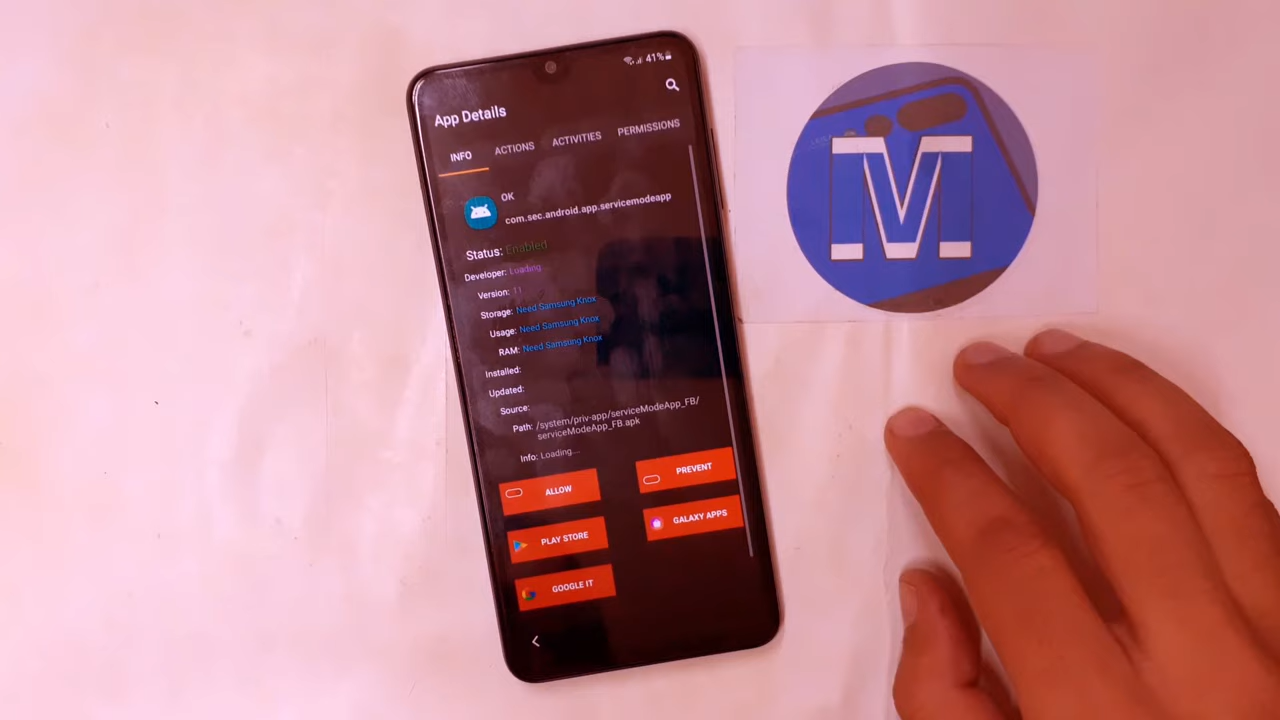 41%
App Details
INFO ACTIONS ACTIVITIES PERMISSIONS
OK
com.sec.android.app.servicemodeapp
Status: Enabled
Developer: Loading
Version: 11
Storage: Need Samsung Knox
Usage: Need Samsung Knox
RAM: Need Samsung Knox
Installed:
Updated:
Source:
Path: /system/priv-app/serviceModeApp_FB/
serviceModeApp_FB.apk
Info: Loading...
ALLOW PREVENT
PLAY STORE GALAXY APPS
GOOGLE IT
M